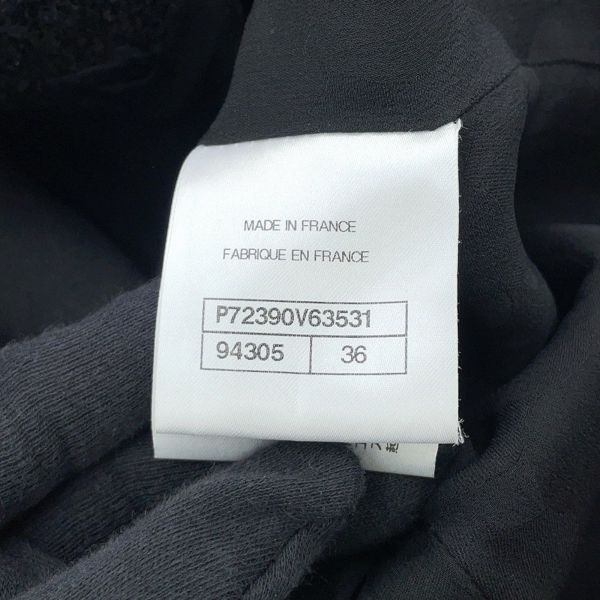 MADE IN FRANCE
FABRIQUE EN FRANCE
P72390V63531
94305 36